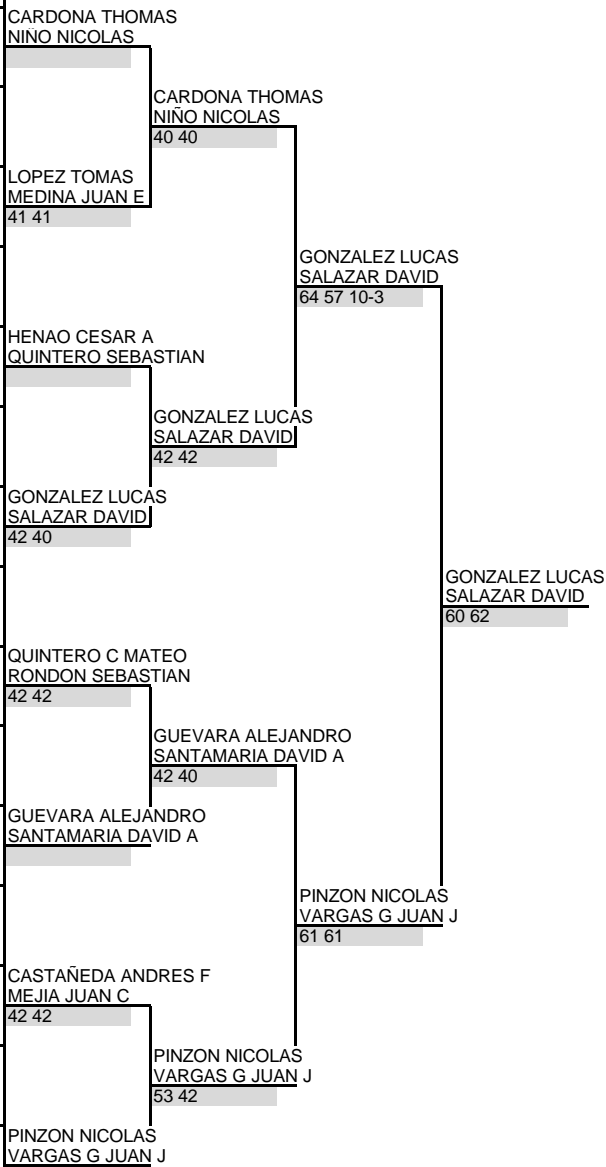 CARDONA THOMAS
NIÑO NICOLAS
CARDONA THOMAS
NIÑO NICOLAS
40 40
LOPEZ TOMAS
MEDINA JUAN E
41 41
GONZALEZ LUCAS
SALAZAR DAVID
64 57 10-3
HENAO CESAR A
QUINTERO SEBASTIAN
GONZALEZ LUCAS
SALAZAR DAVID
42 42
GONZALEZ LUCAS
SALAZAR DAVID
42 40
GONZALEZ LUCAS
SALAZAR DAVID
60 62
QUINTERO C MATEO
RONDON SEBASTIAN
42 42
GUEVARA ALEJANDRO
SANTAMARIA DAVID A
42 40
GUEVARA ALEJANDRO
SANTAMARIA DAVID A
PINZON NICOLAS
VARGAS G JUAN J
61 61
CASTAÑEDA ANDRES F
MEJIA JUAN C
42 42
PINZON NICOLAS
VARGAS G JUAN J
53 42
PINZON NICOLAS
VARGAS G JUAN J